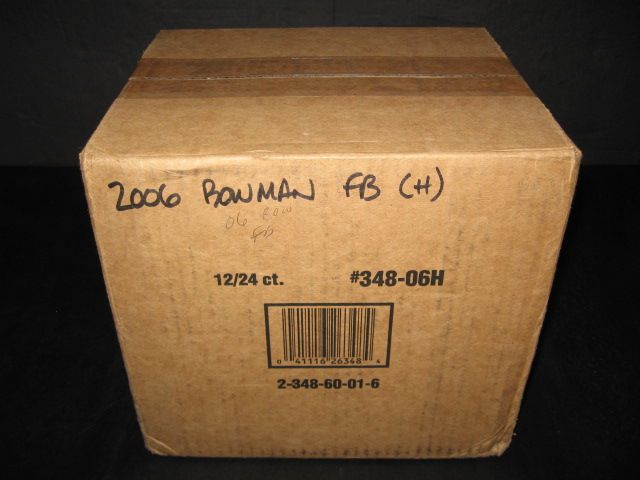 2006 BOWMAN FB (H)
06 BOW
FB
12/24 ct. #348-06H
0 41116 26348 4
2-348-60-01-6